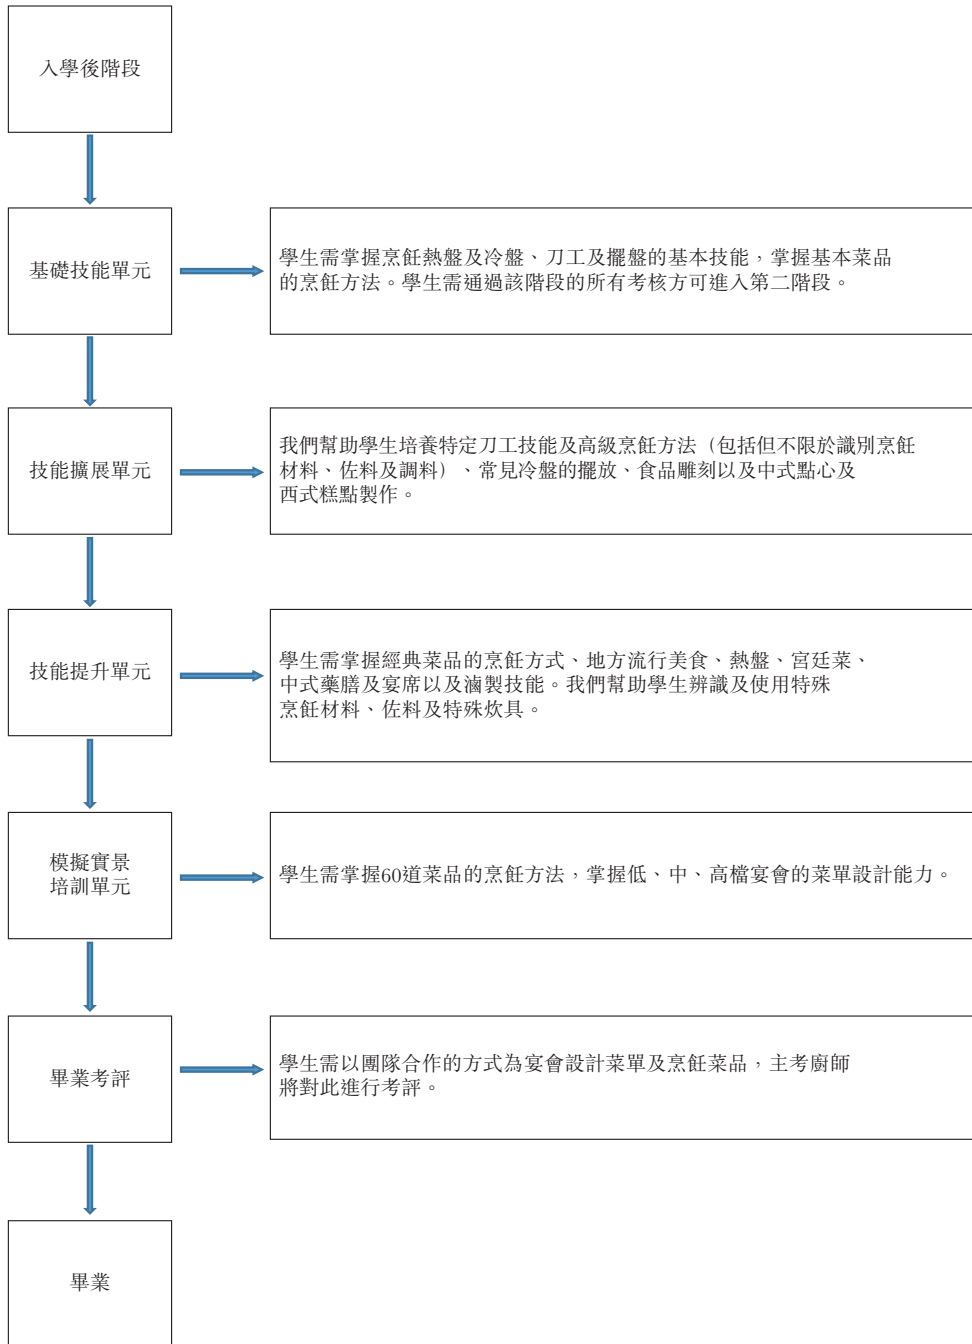 入學後階段
基礎技能單元
學生需掌握烹飪熱盤及冷盤、刀工及擺盤的基本技能，掌握基本菜品
的烹飪方法。學生需通過該階段的所有考核方可進入第二階段。
技能擴展單元
我們幫助學生培養特定刀工技能及高級烹飪方法（包括但不限於識別烹飪
材料、佐料及調料）、常見冷盤的擺放、食品雕刻以及中式點心及
西式糕點製作。
技能提升單元
學生需掌握經典菜品的烹飪方式、地方流行美食、熱盤、宮廷菜、
中式藥膳及宴席以及滷製技能。我們幫助學生辨識及使用特殊
烹飪材料、佐料及特殊炊具。
模擬實景
培訓單元
學生需掌握60道菜品的烹飪方法，掌握低、中、高檔宴會的菜單設計能力。
畢業考評
學生需以團隊合作的方式為宴會設計菜單及烹飪菜品，主考廚師
將對此進行考評。
畢業